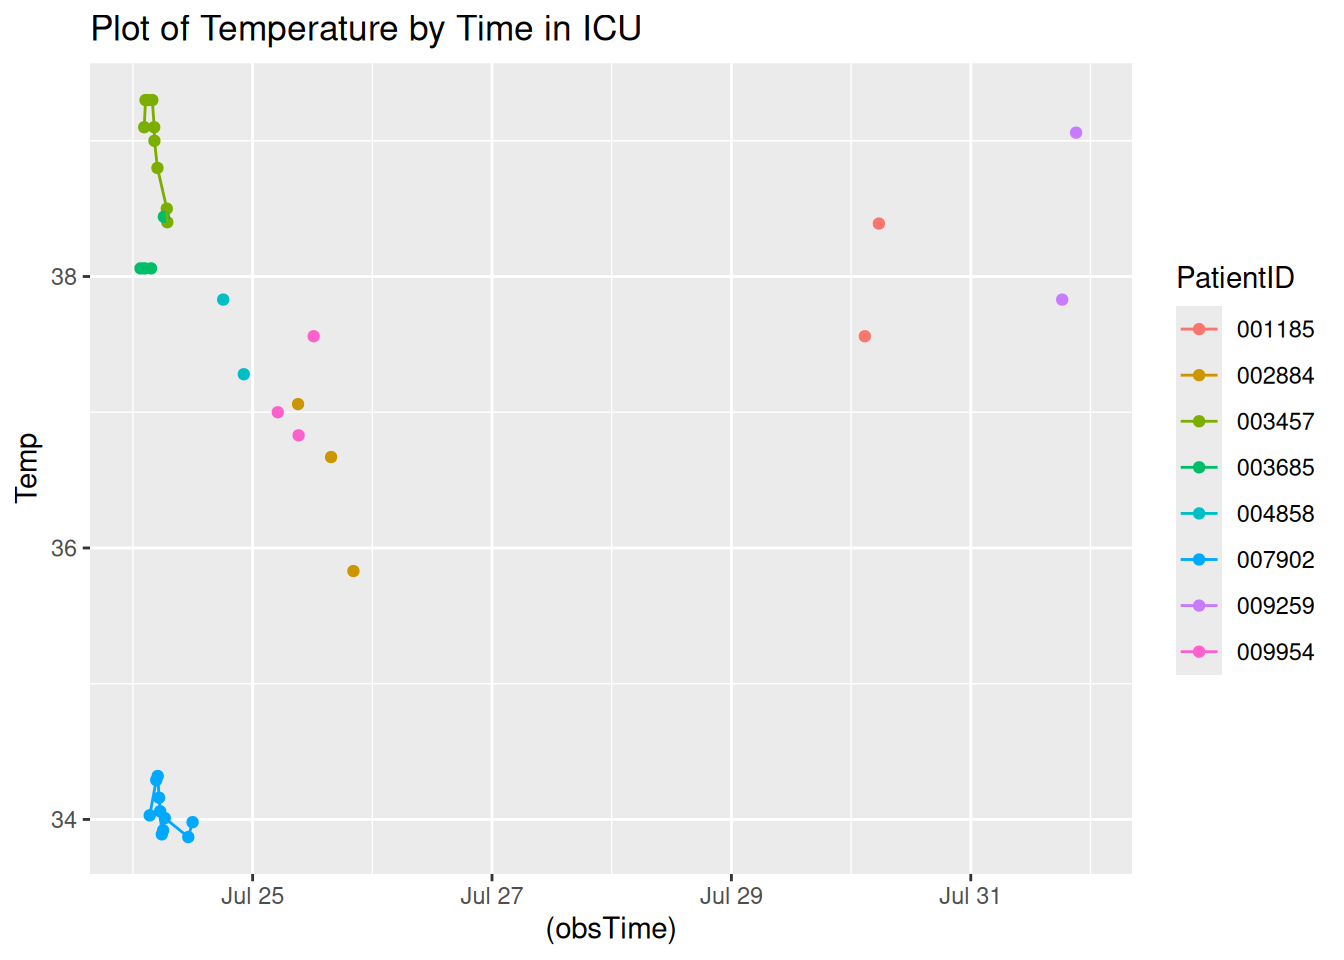 Plot of Temperature by Time in ICU
38
36
34
Temp
Jul 25 Jul 27 Jul 29 Jul 31
(obsTime)
PatientID
001185
002884
003457
003685
004858
007902
009259
009954